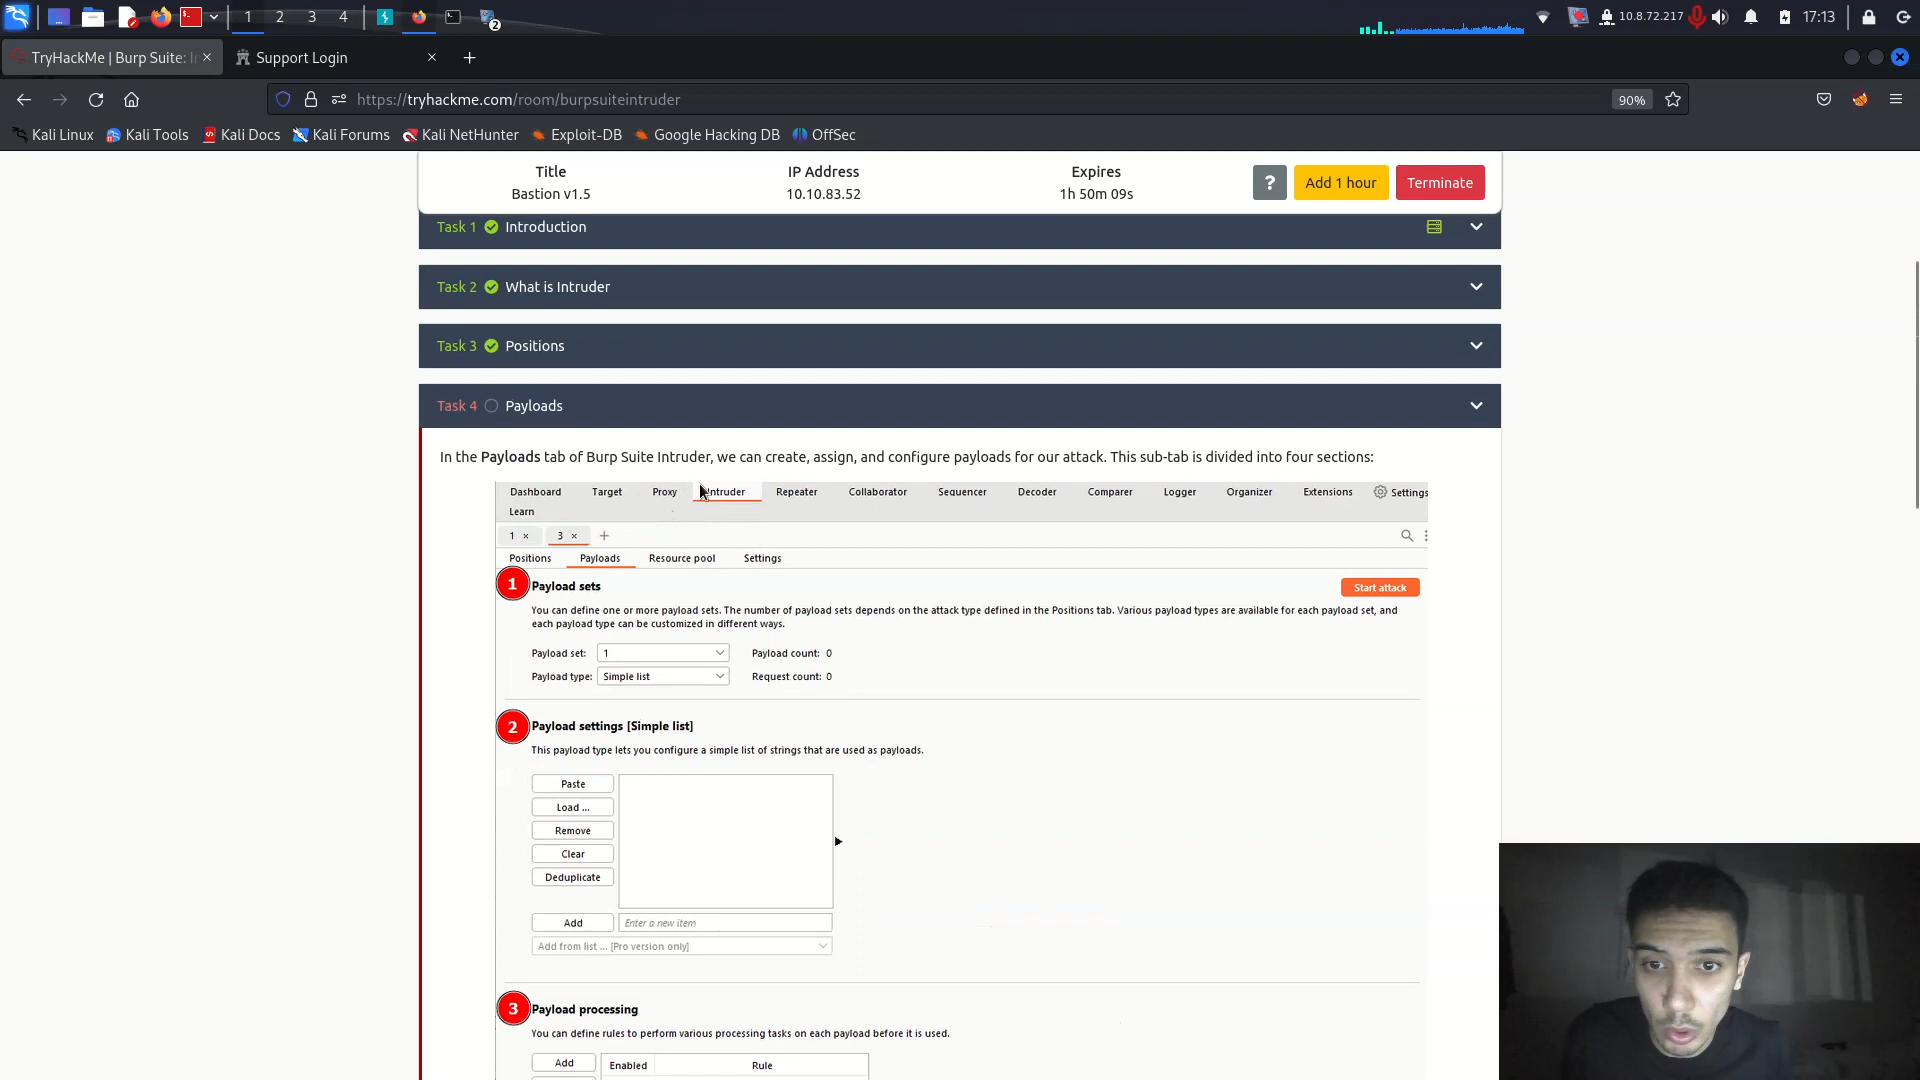 1 2 3 4 2 10.8.72.217 17:13
TryHackMe | Burp Suite: I Support Login
https://tryhackme.com/room/burpsuiteintruder 90%
Kali Linux Kali Tools Kali Docs Kali Forums Kali NetHunter Exploit-DB Google Hacking DB OffSec
Title IP Address Expires
Bastion v1.5 10.10.83.52 1h 50m 09s
? Add 1 hour Terminate
Task 1 Introduction
Task 2 What is Intruder
Task 3 Positions
Task 4 Payloads
In the Payloads tab of Burp Suite Intruder, we can create, assign, and configure payloads for our attack. This sub-tab is divided into four sections:
Dashboard Target Proxy Intruder Repeater Collaborator Sequencer Decoder Comparer Logger Organizer Extensions Settings
Learn
1 × 3 × +
Positions Payloads Resource pool Settings
1 Payload sets Start attack
You can define one or more payload sets. The number of payload sets depends on the attack type defined in the Positions tab. Various payload types are available for each payload set, and
each payload type can be customized in different ways.
Payload set: 1 Payload count: 0
Payload type: Simple list Request count: 0
2 Payload settings [Simple list]
This payload type lets you configure a simple list of strings that are used as payloads.
Paste
Load ...
Remove
Clear
Deduplicate
Add Enter a new item
Add from list ... [Pro version only]
3 Payload processing
You can define rules to perform various processing tasks on each payload before it is used.
Add Enabled Rule